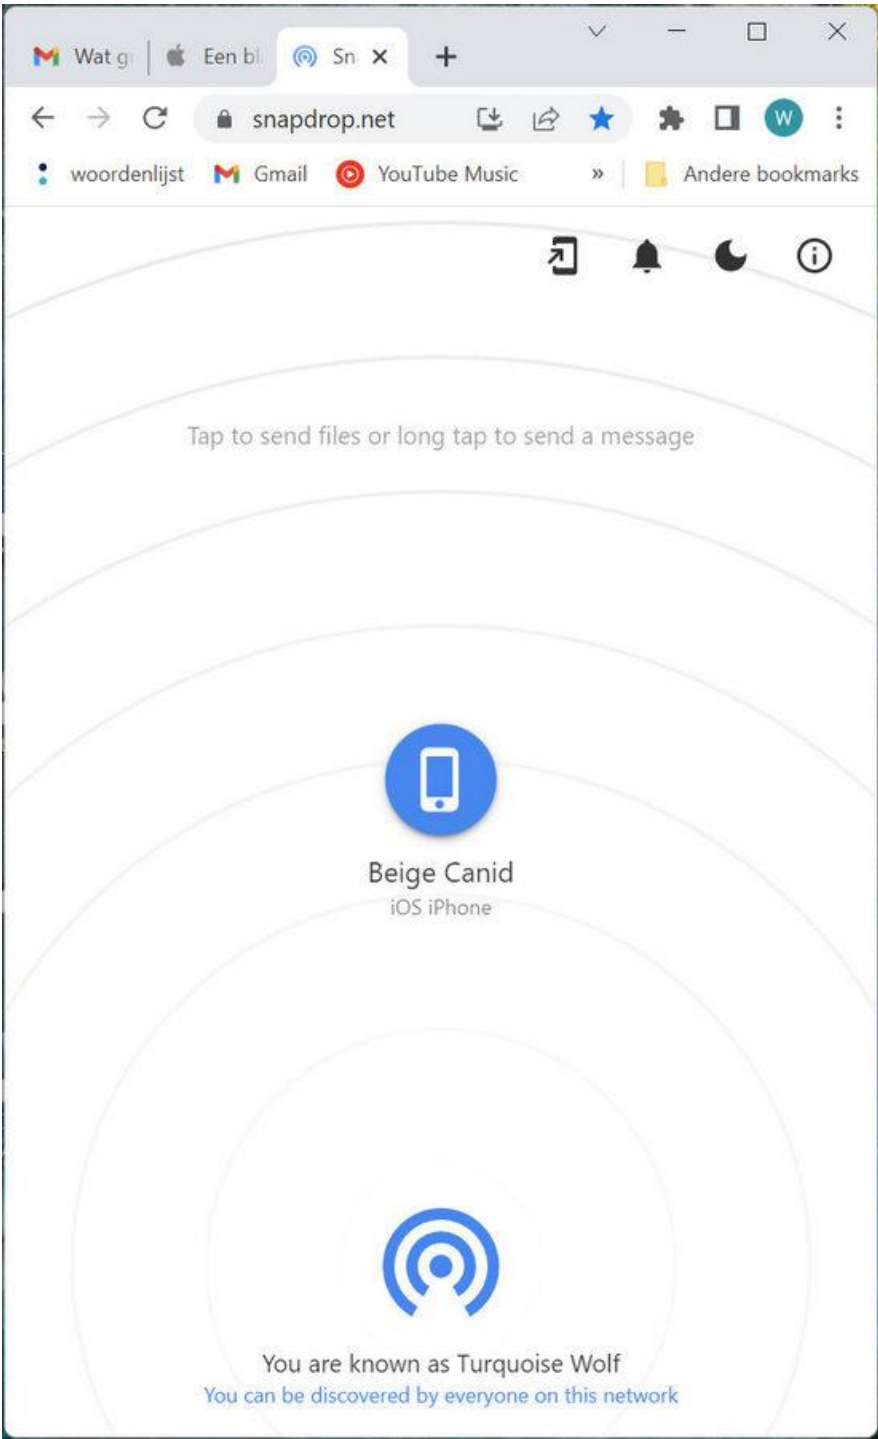 Wat g
Een bl
Sn
snapdrop.net
W
woordenlijst
Gmail
YouTube Music
»
Andere bookmarks
Tap to send files or long tap to send a message
Beige Canid
iOS iPhone
You are known as Turquoise Wolf
You can be discovered by everyone on this network